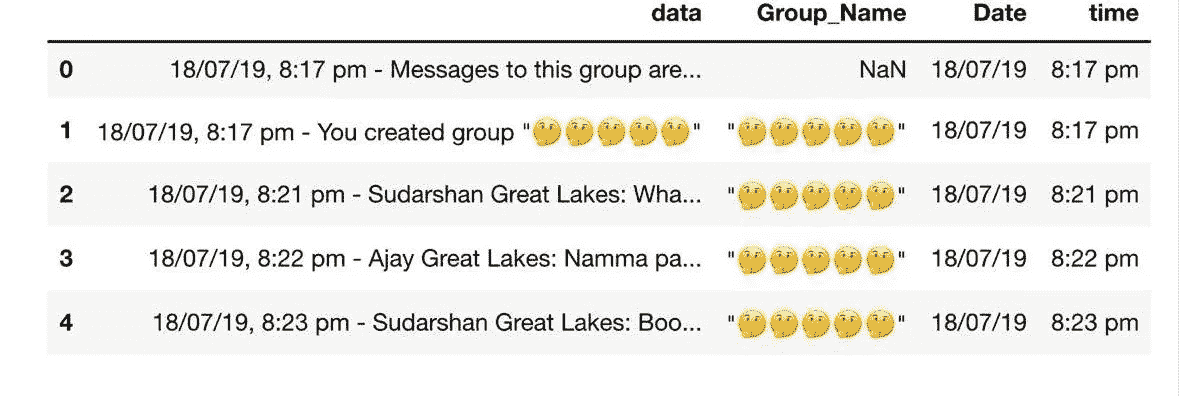 data Group_Name Date time
0 18/07/19, 8:17 pm - Messages to this group are... NaN 18/07/19 8:17 pm
1 18/07/19, 8:17 pm - You created group "🤔🤔🤔🤔🤔" "🤔🤔🤔🤔🤔" 18/07/19 8:17 pm
2 18/07/19, 8:21 pm - Sudarshan Great Lakes: Wha... "🤔🤔🤔🤔🤔" 18/07/19 8:21 pm
3 18/07/19, 8:22 pm - Ajay Great Lakes: Namma pa... "🤔🤔🤔🤔🤔" 18/07/19 8:22 pm
4 18/07/19, 8:23 pm - Sudarshan Great Lakes: Boo... "🤔🤔🤔🤔🤔" 18/07/19 8:23 pm